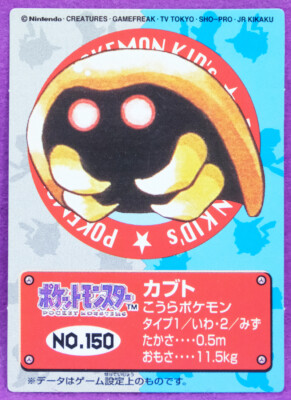 © Nintendo・CREATURES・GAMEFREAK・TV TOKYO・SHO-PRO・JR KIKAKU
POKEMON KID'S ★ POKEMON KID'S ★
ポケットモンスター TM
POCKET MONSTERS
NO.150
カブト
こうらポケモン
タイプ1/いわ・2/みず
たかさ‥‥0.5m
おもさ‥‥11.5kg
※データはゲーム設定上のものです。